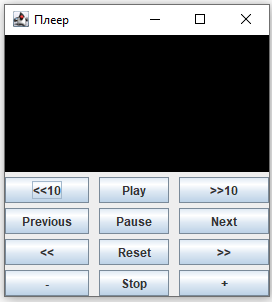 Плеер
<<10 Play >>10
Previous Pause Next
<< Reset >>
- Stop +